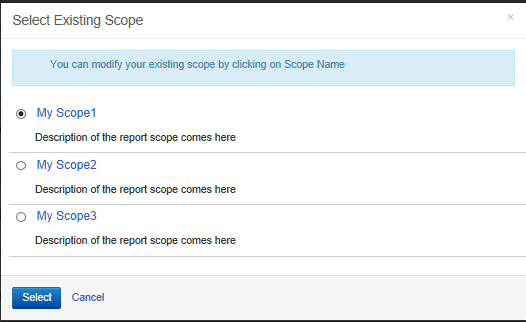 Select Existing Scope
×
You can modify your existing scope by clicking on Scope Name
My Scope1
Description of the report scope comes here
My Scope2
Description of the report scope comes here
My Scope3
Description of the report scope comes here
Select Cancel